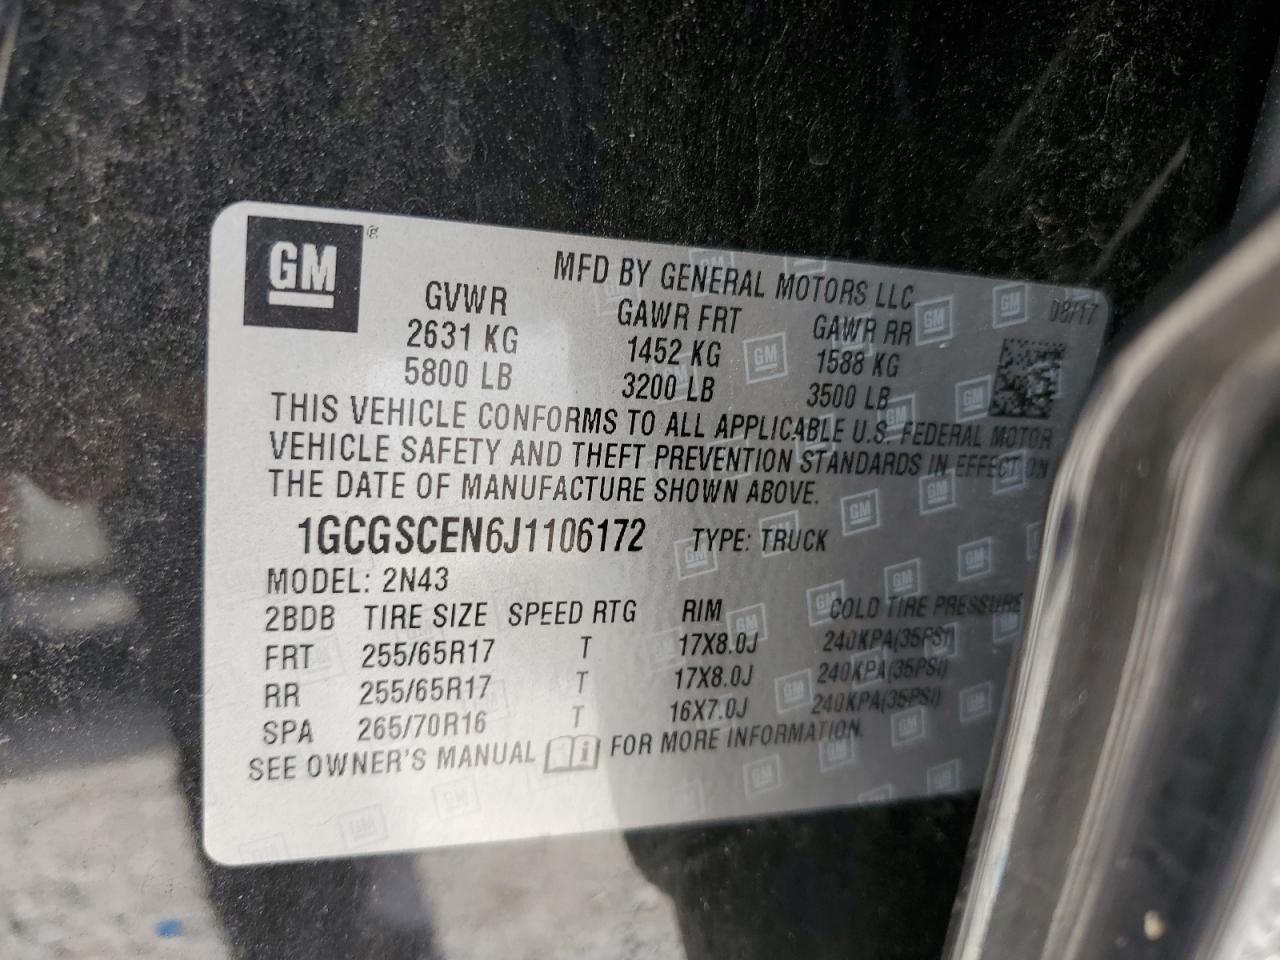 GM
MFD BY GENERAL MOTORS LLC
08/17
GVWR GAWR FRT GAWR RR
2631 KG 1452 KG 1588 KG
5800 LB 3200 LB 3500 LB
THIS VEHICLE CONFORMS TO ALL APPLICABLE U.S. FEDERAL MOTOR
VEHICLE SAFETY AND THEFT PREVENTION STANDARDS IN EFFECT ON
THE DATE OF MANUFACTURE SHOWN ABOVE.
1GCGSCEN6J1106172 TYPE: TRUCK
MODEL: 2N43
2BDB TIRE SIZE SPEED RTG RIM COLD TIRE PRESSURE
FRT 255/65R17 T 17X8.0J 240KPA(35PSI)
RR 255/65R17 T 17X8.0J 240KPA(35PSI)
SPA 265/70R16 T 16X7.0J 240KPA(35PSI)
SEE OWNER'S MANUAL FOR MORE INFORMATION.